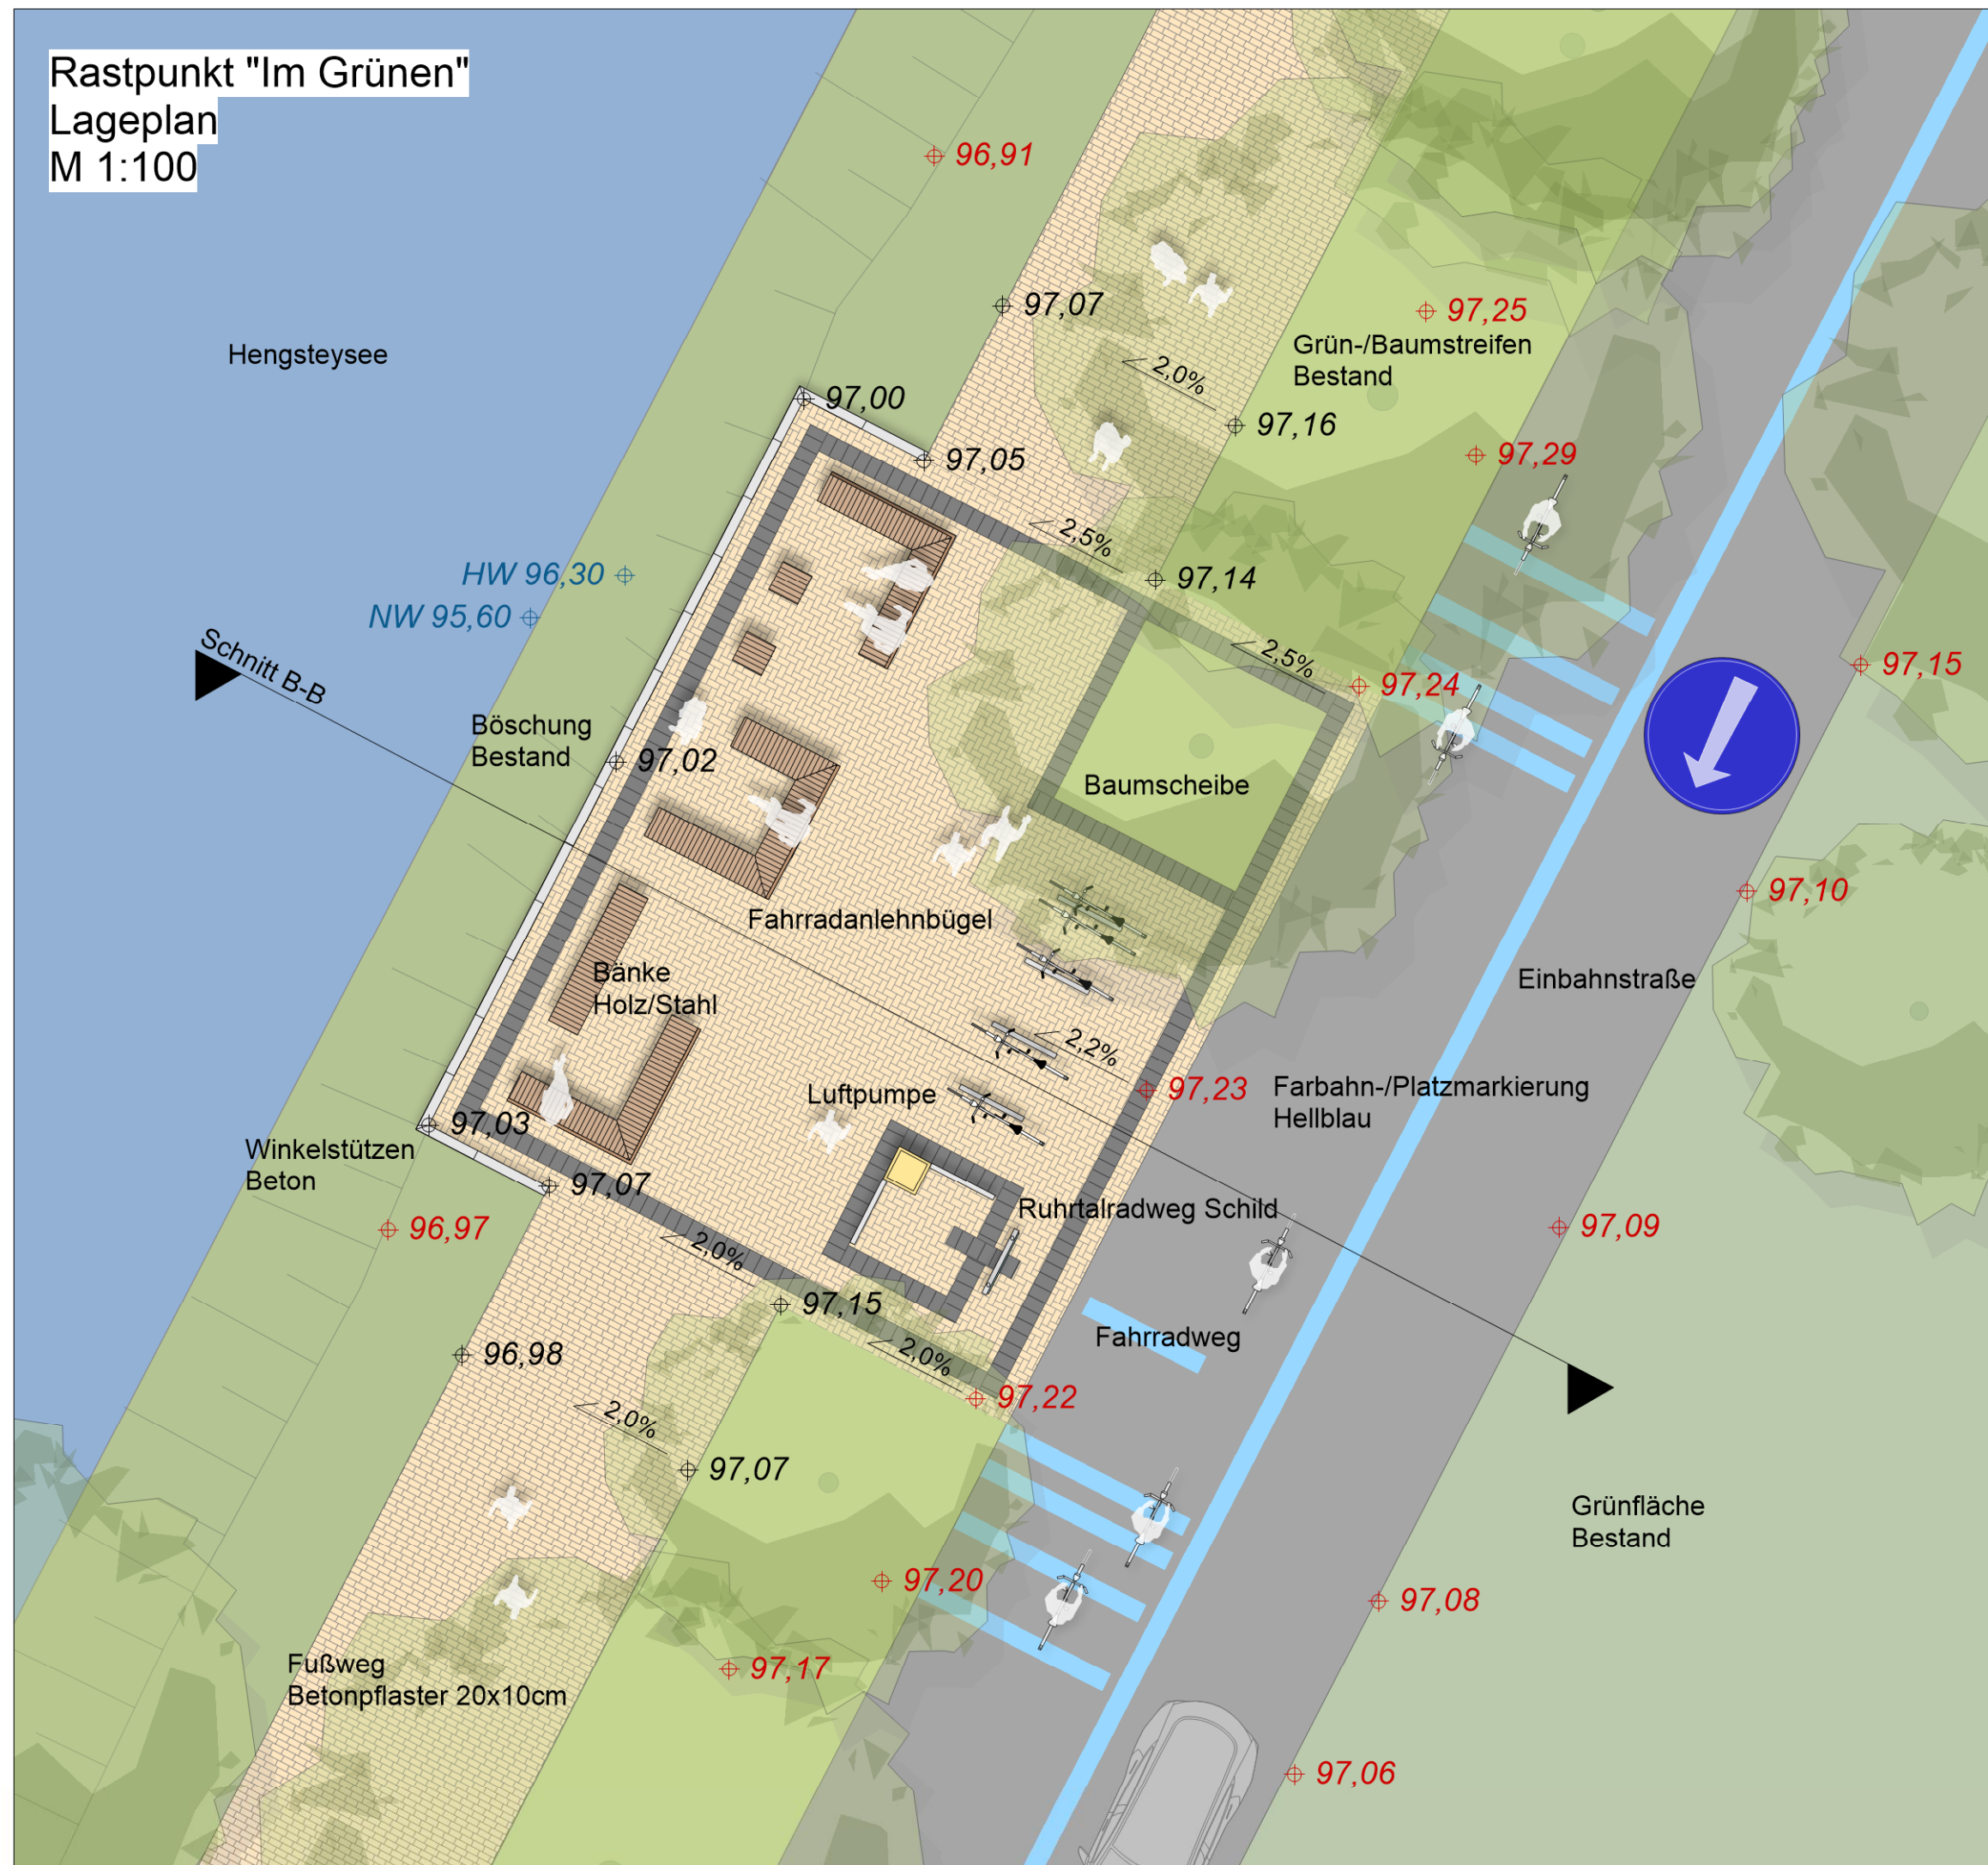 Rastpunkt "Im Grünen"
Lageplan
M 1:100
96,91
97,07
97,25
Grün-/Baumstreifen
Bestand
Hengsteysee
2,0%
97,00
97,16
97,05
97,29
2,5%
HW 96,30
97,14
NW 95,60
Schnitt B-B
2,5%
97,15
97,24
Böschung
Bestand
97,02
Baumscheibe
97,10
Fahrradanlehnbügel
Bänke
Holz/Stahl
Einbahnstraße
2,2%
Luftpumpe
97,23
Farbahn-/Platzmarkierung
Hellblau
97,03
Winkelstützen
Beton
97,07
Ruhrtalradweg Schild
96,97
97,09
2,0%
97,15
Fahrradweg
96,98
2,0%
97,22
2,0%
97,07
Grünfläche
Bestand
97,20
97,08
Fußweg
Betonpflaster 20x10cm
97,17
97,06